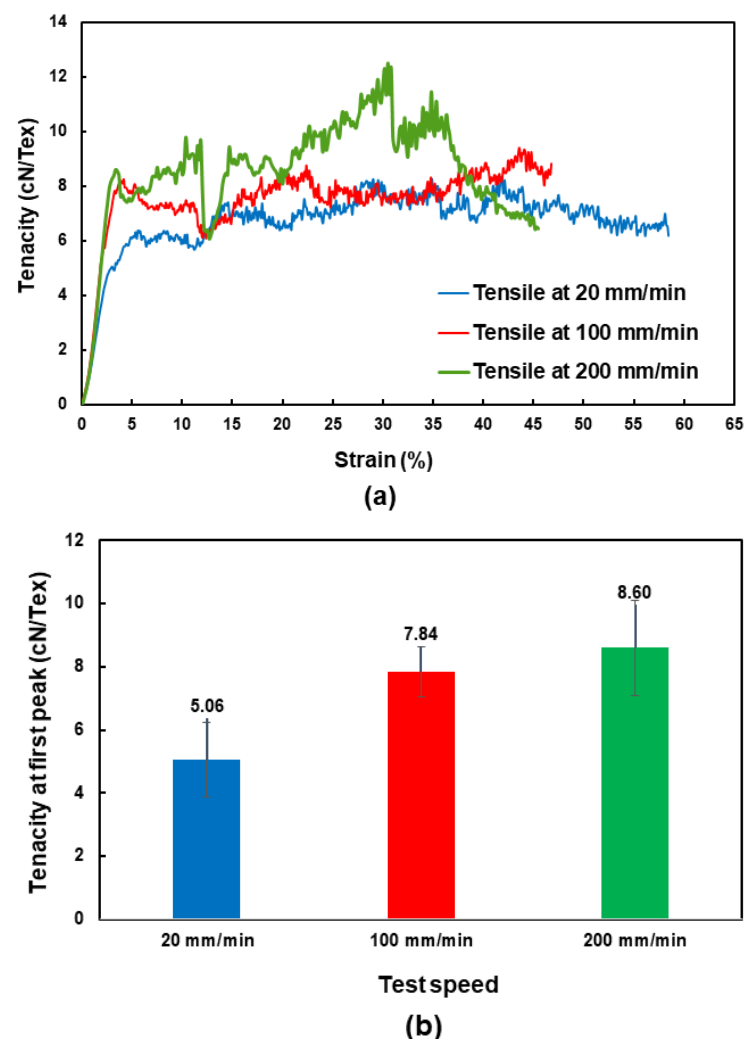 14
12
10
8
6
4
2
0
Tenacity (cN/Tex)
Tensile at 20 mm/min
Tensile at 100 mm/min
Tensile at 200 mm/min
0 5 10 15 20 25 30 35 40 45 50 55 60 65
Strain (%)
(a)
12
10
8
6
4
2
0
Tenacity at first peak (cN/Tex)
5.06
7.84
8.60
20 mm/min 100 mm/min 200 mm/min
Test speed
(b)